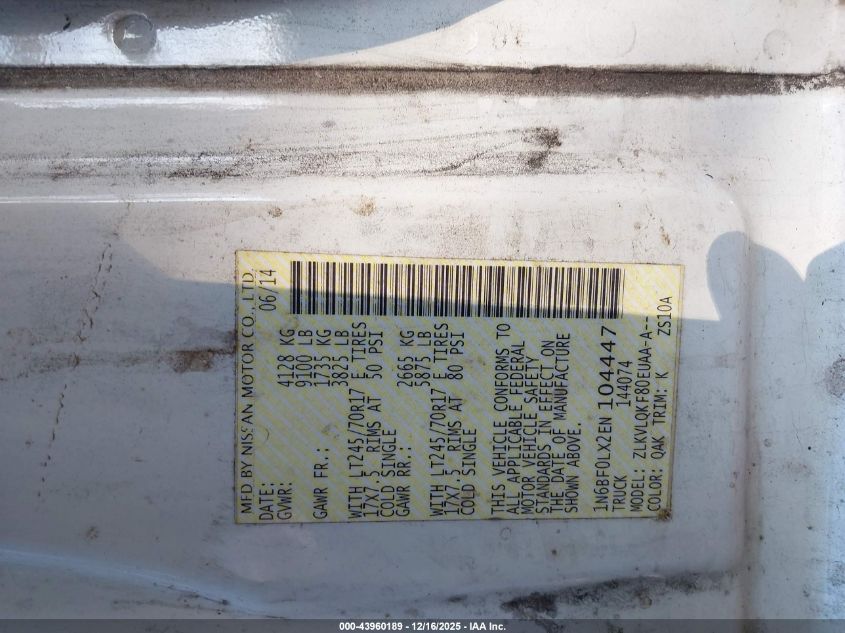 MFD BY NISSAN MOTOR CO., LTD.
DATE: 06/14
GVWR: 4128 KG
9100 LB
GAWR FR.: 1735 KG
3825 LB
WITH LT245/70R17 E TIRES
17X7.5 RIMS AT 50 PSI
COLD SINGLE
GAWR RR.: 2665 KG
5875 LB
WITH LT245/70R17 E TIRES
17X7.5 RIMS AT 80 PSI
COLD SINGLE
THIS VEHICLE CONFORMS TO
ALL APPLICABLE FEDERAL
MOTOR VEHICLE SAFETY
STANDARDS IN EFFECT ON
THE DATE OF MANUFACTURE
SHOWN ABOVE.
1N6BF0LX2EN 104447
TRUCK 144074
MODEL: ZLKVLQKF80EUAA-A--
COLOR: QAK TRIM: K ZS10A
000-43960189 - 12/16/2025 - IAA Inc.